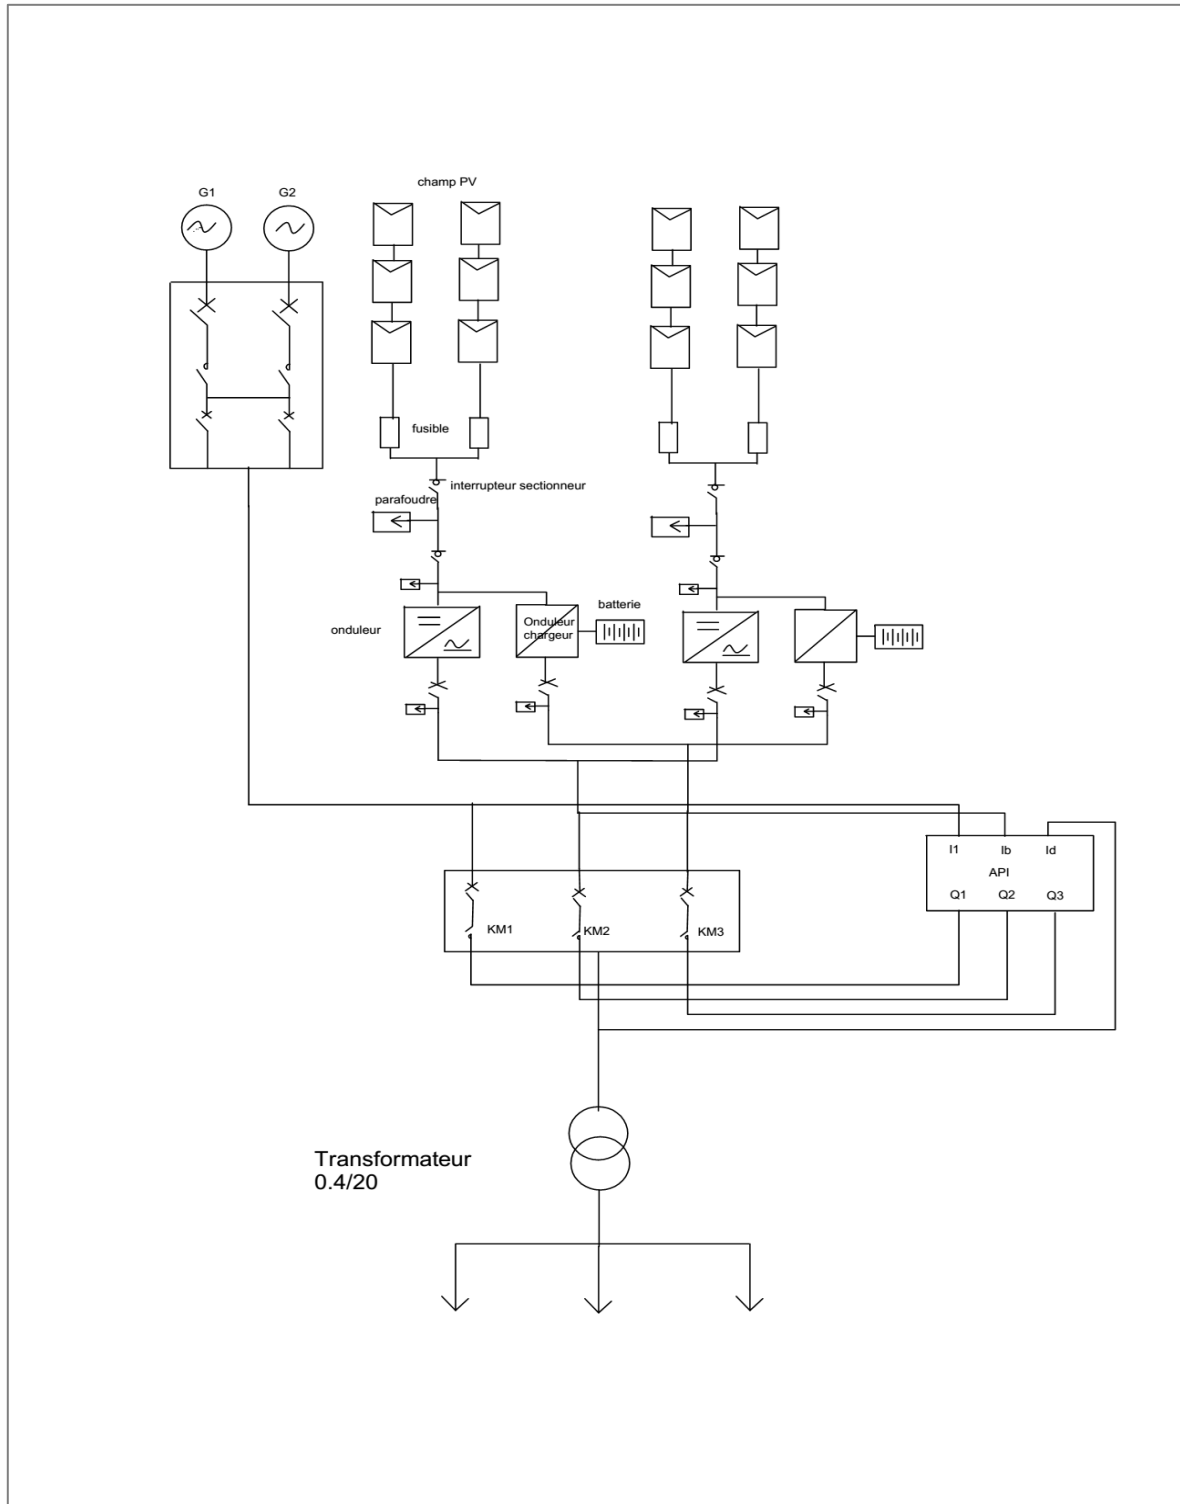 champ PV
G1
G2
fusible
interrupteur sectionneur
parafoudre
batterie
onduleur
Onduleur
chargeur
I1
Ib
Id
API
Q1
Q2
Q3
KM1
KM2
KM3
Transformateur
0.4/20